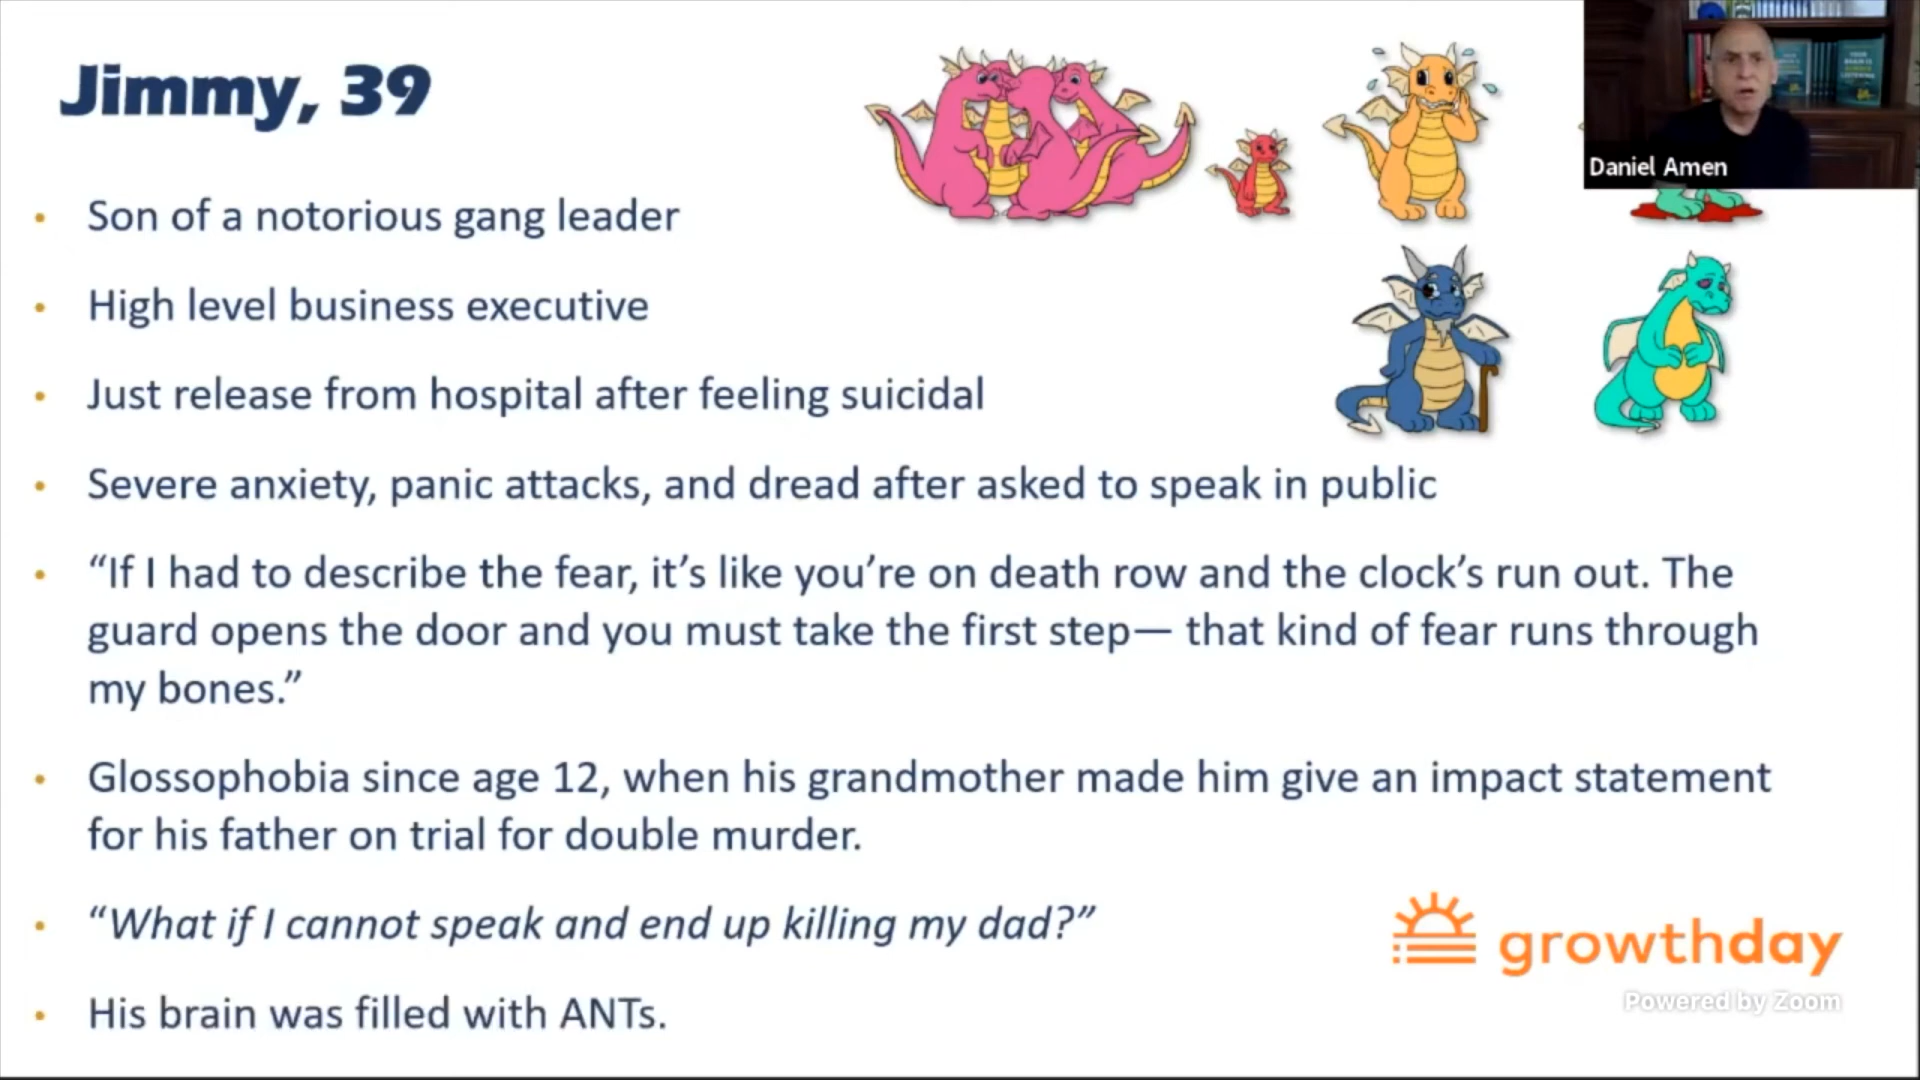 Jimmy, 39
Daniel Amen
• Son of a notorious gang leader
• High level business executive
• Just release from hospital after feeling suicidal
• Severe anxiety, panic attacks, and dread after asked to speak in public
• “If I had to describe the fear, it’s like you’re on death row and the clock’s run out. The
guard opens the door and you must take the first step— that kind of fear runs through
my bones.”
• Glossophobia since age 12, when his grandmother made him give an impact statement
for his father on trial for double murder.
• “What if I cannot speak and end up killing my dad?”
• His brain was filled with ANTs.
growthday
Powered by Zoom